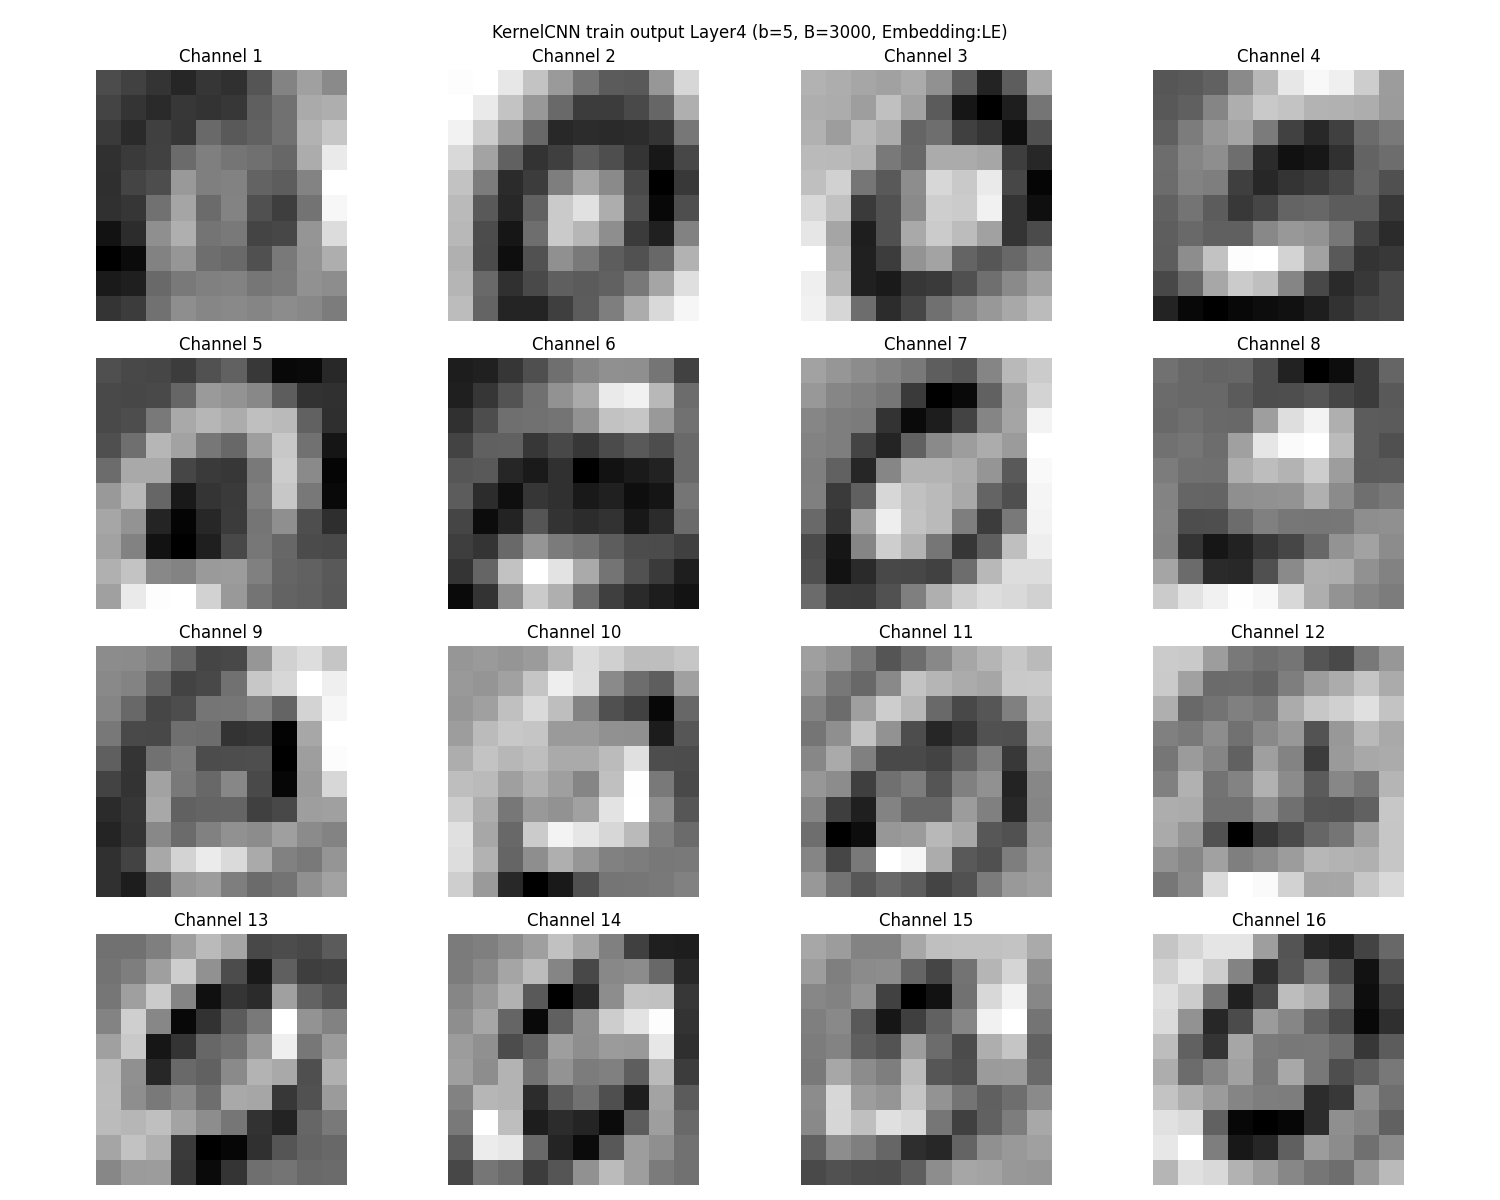 KernelCNN train output Layer4 (b=5, B=3000, Embedding:LE)
Channel 1 Channel 2 Channel 3 Channel 4
Channel 5 Channel 6 Channel 7 Channel 8
Channel 9 Channel 10 Channel 11 Channel 12
Channel 13 Channel 14 Channel 15 Channel 16